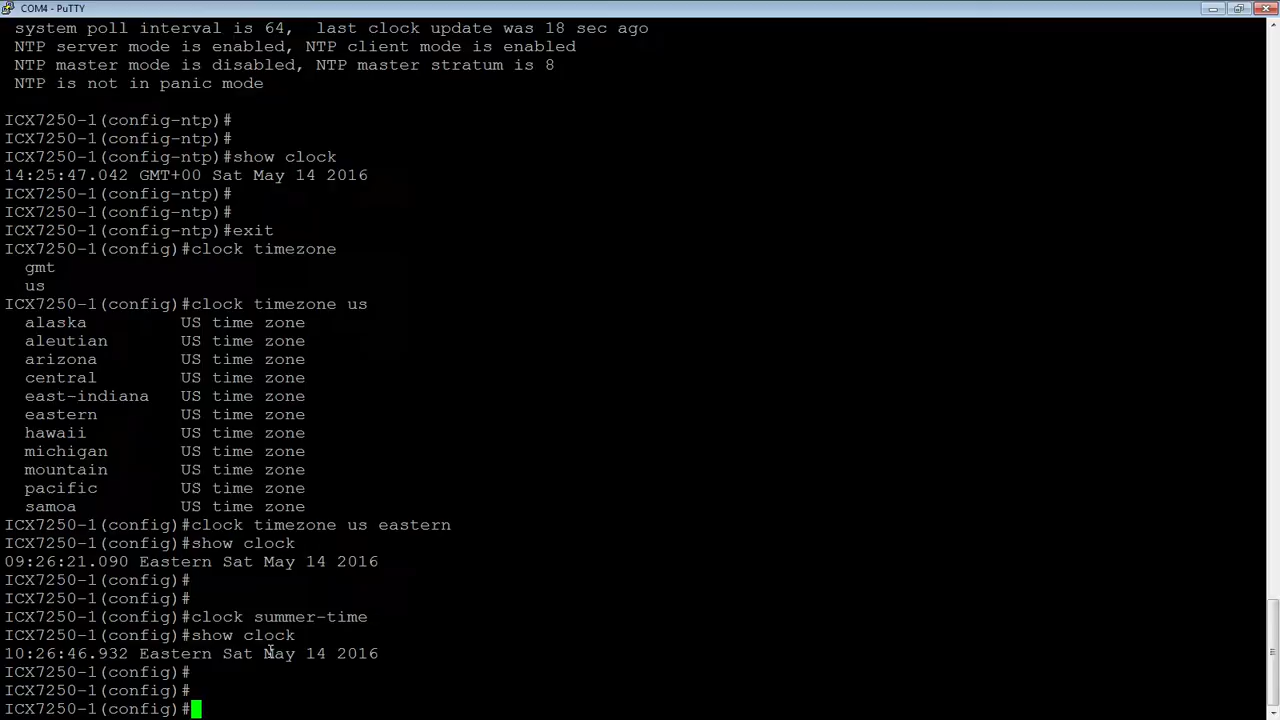 COM4 - PuTTY
system poll interval is 64,  last clock update was 18 sec ago
NTP server mode is enabled, NTP client mode is enabled
NTP master mode is disabled, NTP master stratum is 8
NTP is not in panic mode
ICX7250-1(config-ntp)#
ICX7250-1(config-ntp)#
ICX7250-1(config-ntp)#show clock
14:25:47.042 GMT+00 Sat May 14 2016
ICX7250-1(config-ntp)#
ICX7250-1(config-ntp)#
ICX7250-1(config-ntp)#exit
ICX7250-1(config)#clock timezone
gmt
us
ICX7250-1(config)#clock timezone us
alaska         US time zone
aleutian       US time zone
arizona        US time zone
central        US time zone
east-indiana   US time zone
eastern        US time zone
hawaii         US time zone
michigan       US time zone
mountain       US time zone
pacific        US time zone
samoa          US time zone
ICX7250-1(config)#clock timezone us eastern
ICX7250-1(config)#show clock
09:26:21.090 Eastern Sat May 14 2016
ICX7250-1(config)#
ICX7250-1(config)#
ICX7250-1(config)#clock summer-time
ICX7250-1(config)#show clock
10:26:46.932 Eastern Sat May 14 2016
ICX7250-1(config)#
ICX7250-1(config)#
ICX7250-1(config)#